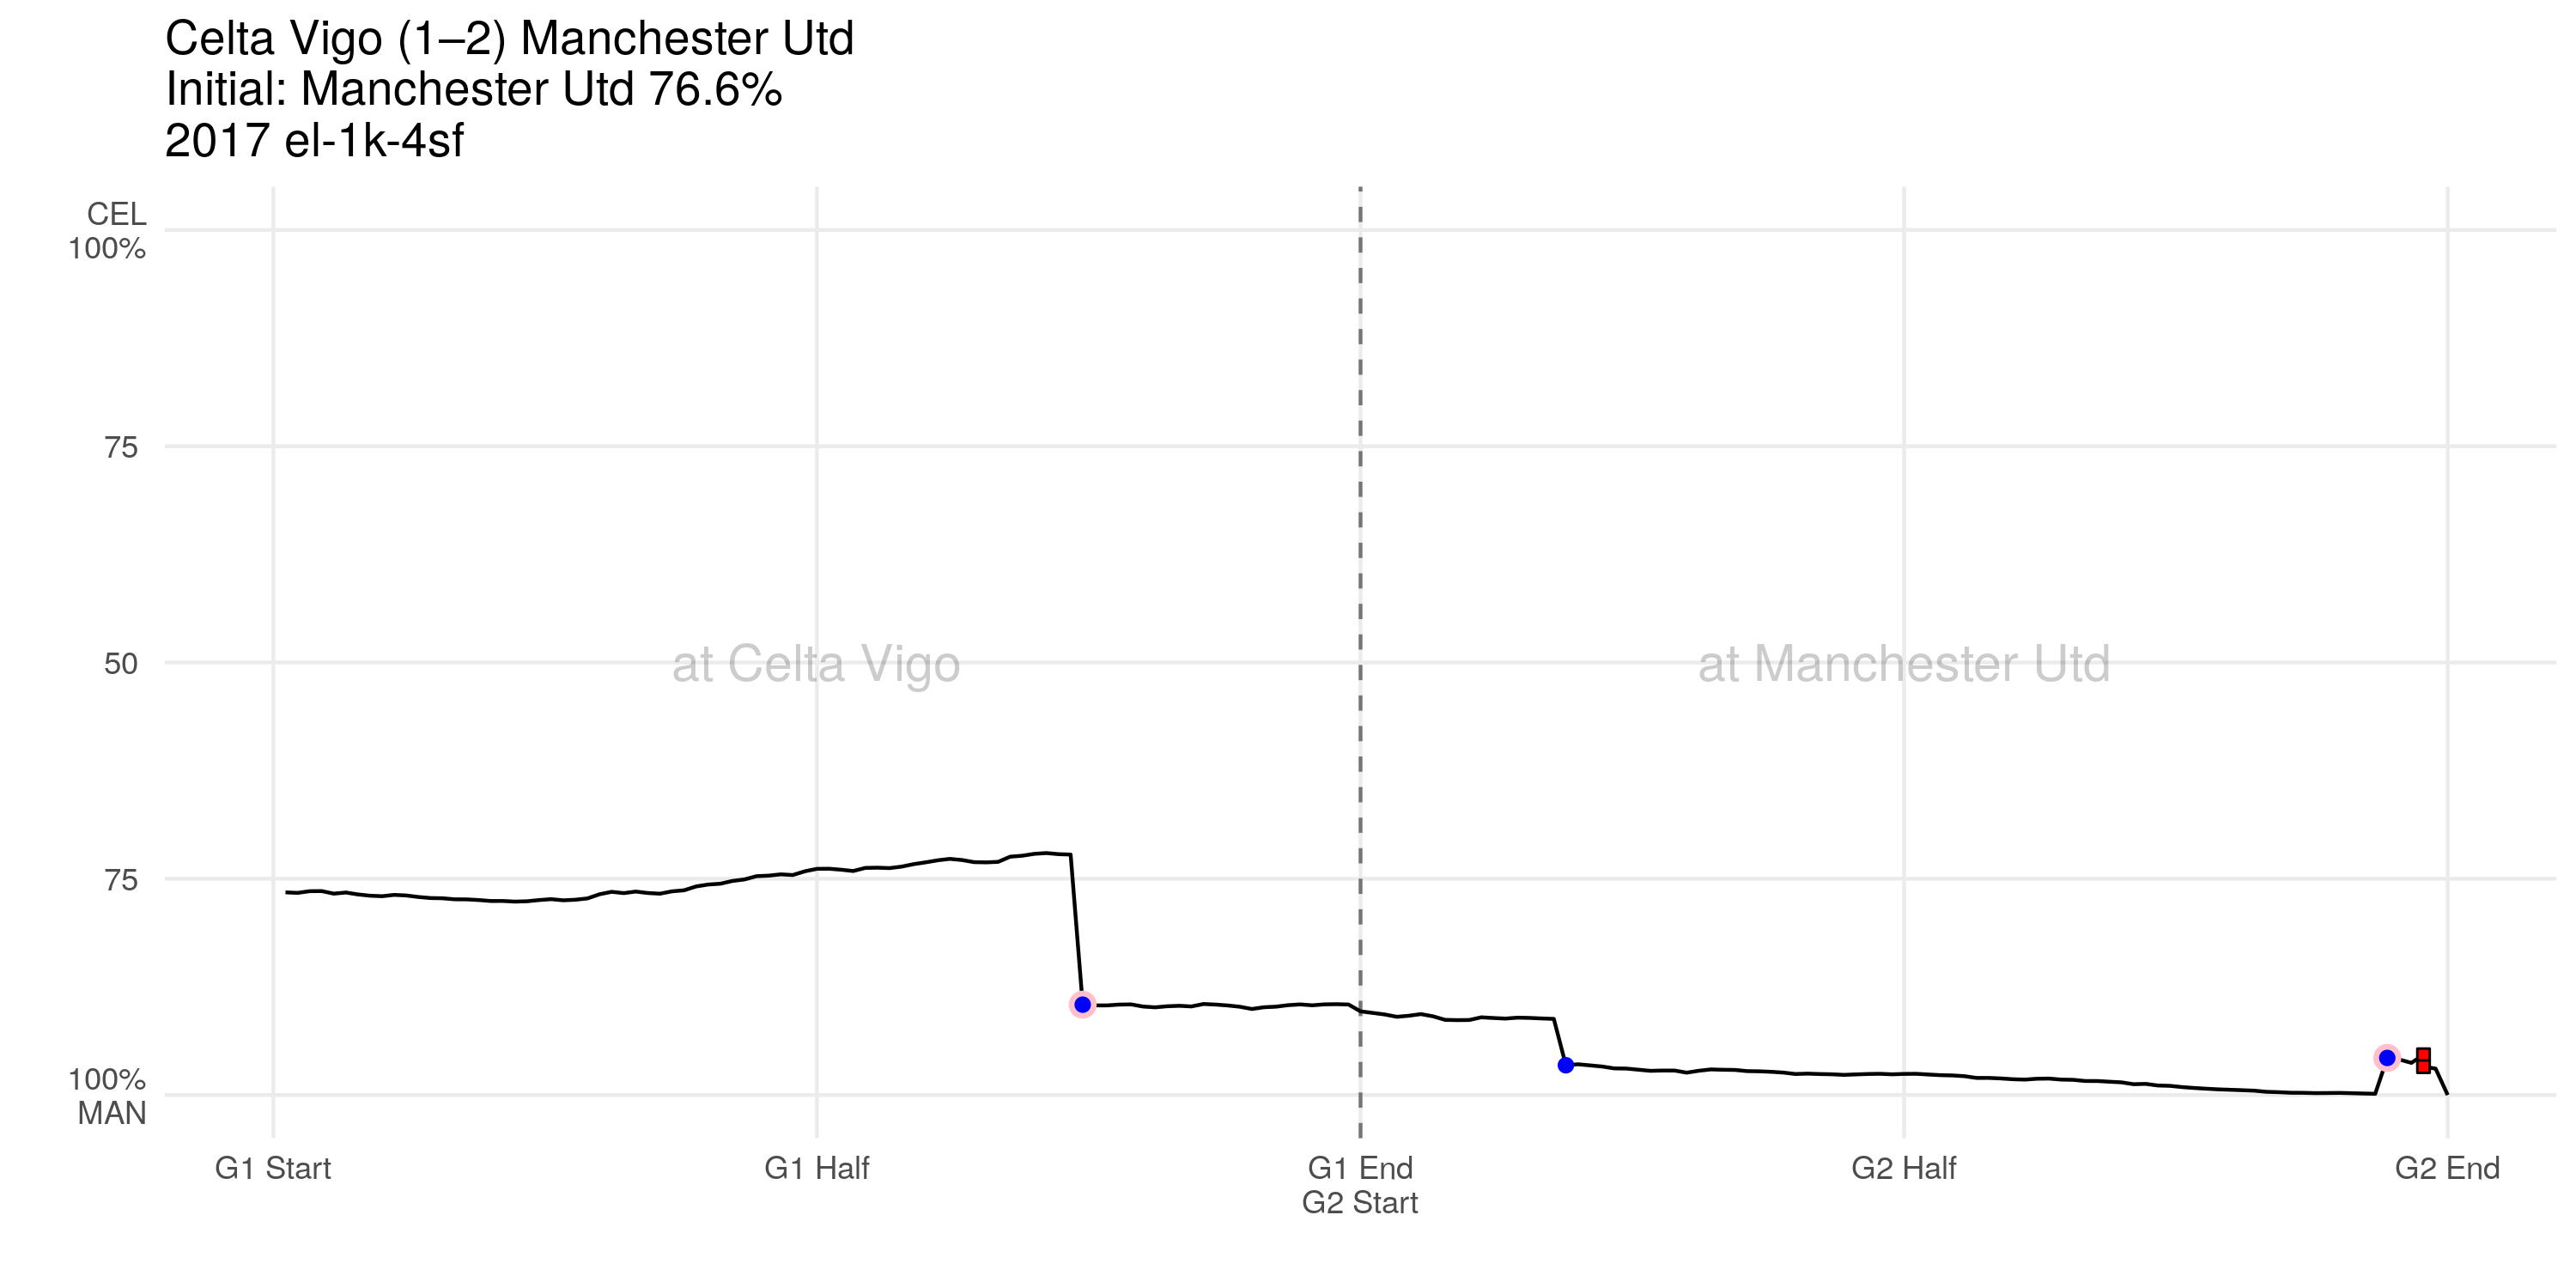 Celta Vigo (1–2) Manchester Utd
Initial: Manchester Utd 76.6%
2017 el-1k-4sf
CEL
100%
75
50
75
100%
MAN
at Celta Vigo
at Manchester Utd
G1 Start
G1 Half
G1 End
G2 Start
G2 Half
G2 End